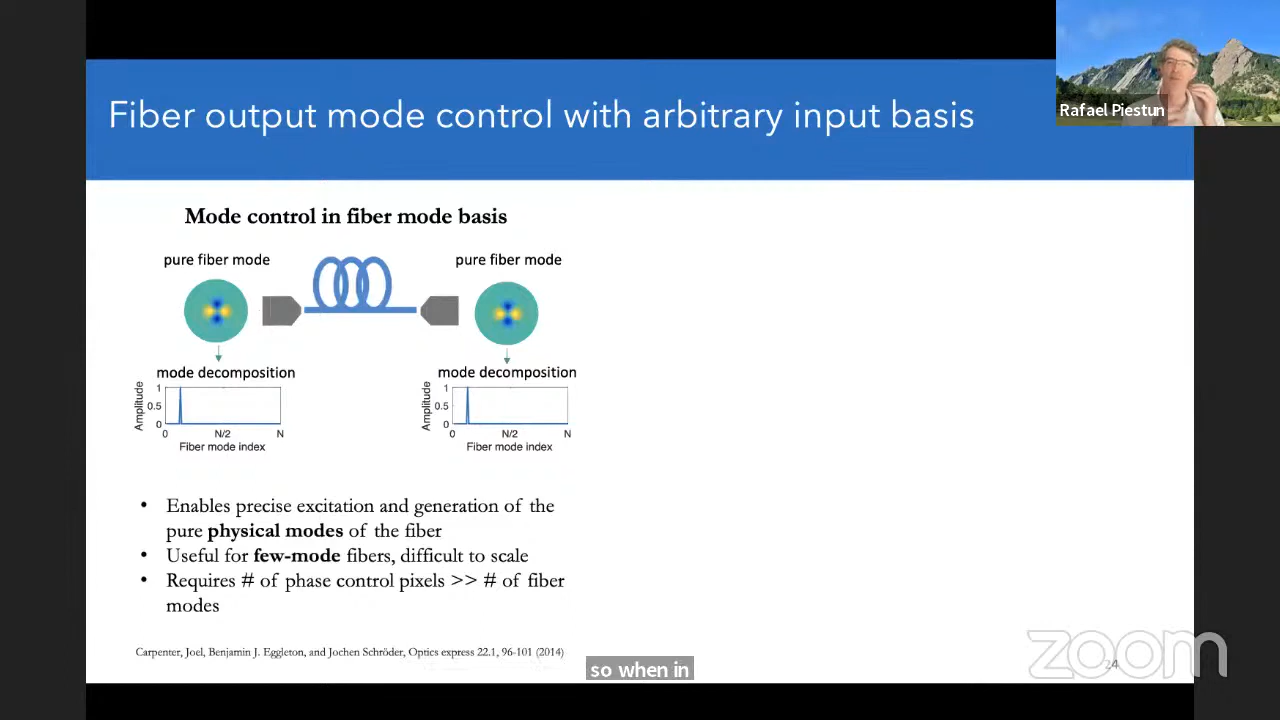 Rafael Piestun
Fiber output mode control with arbitrary input basis
Mode control in fiber mode basis
pure fiber mode
pure fiber mode
mode decomposition
mode decomposition
Amplitude
1
0.5
0
0
N/2
N
Fiber mode index
Amplitude
1
0.5
0
0
N/2
N
Fiber mode index
• Enables precise excitation and generation of the
pure physical modes of the fiber
• Useful for few-mode fibers, difficult to scale
• Requires # of phase control pixels >> # of fiber
modes
Carpenter, Joel, Benjamin J. Eggleton, and Jochen Schröder, Optics express 22.1, 96-101 (2014)
so when in
24
zoom